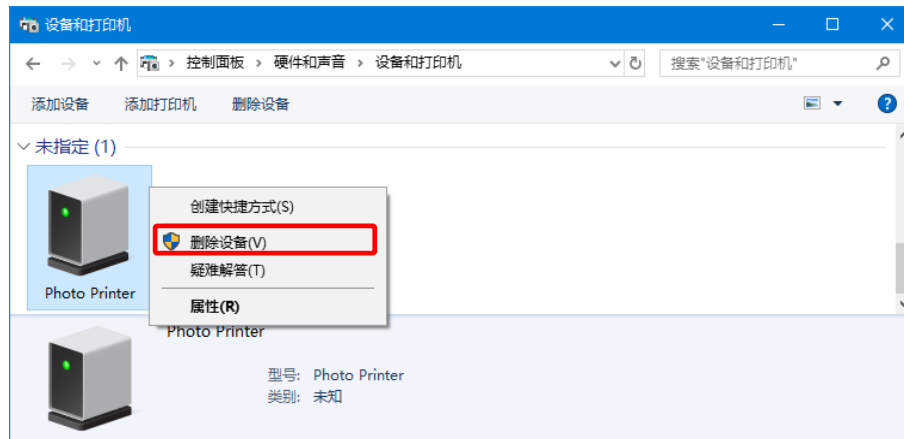 设备和打印机
控制面板 › 硬件和声音 › 设备和打印机
搜索"设备和打印机"
添加设备 添加打印机 删除设备
未指定 (1)
创建快捷方式(S)
删除设备(V)
疑难解答(T)
属性(R)
Photo Printer
Photo Printer
型号: Photo Printer
类别: 未知